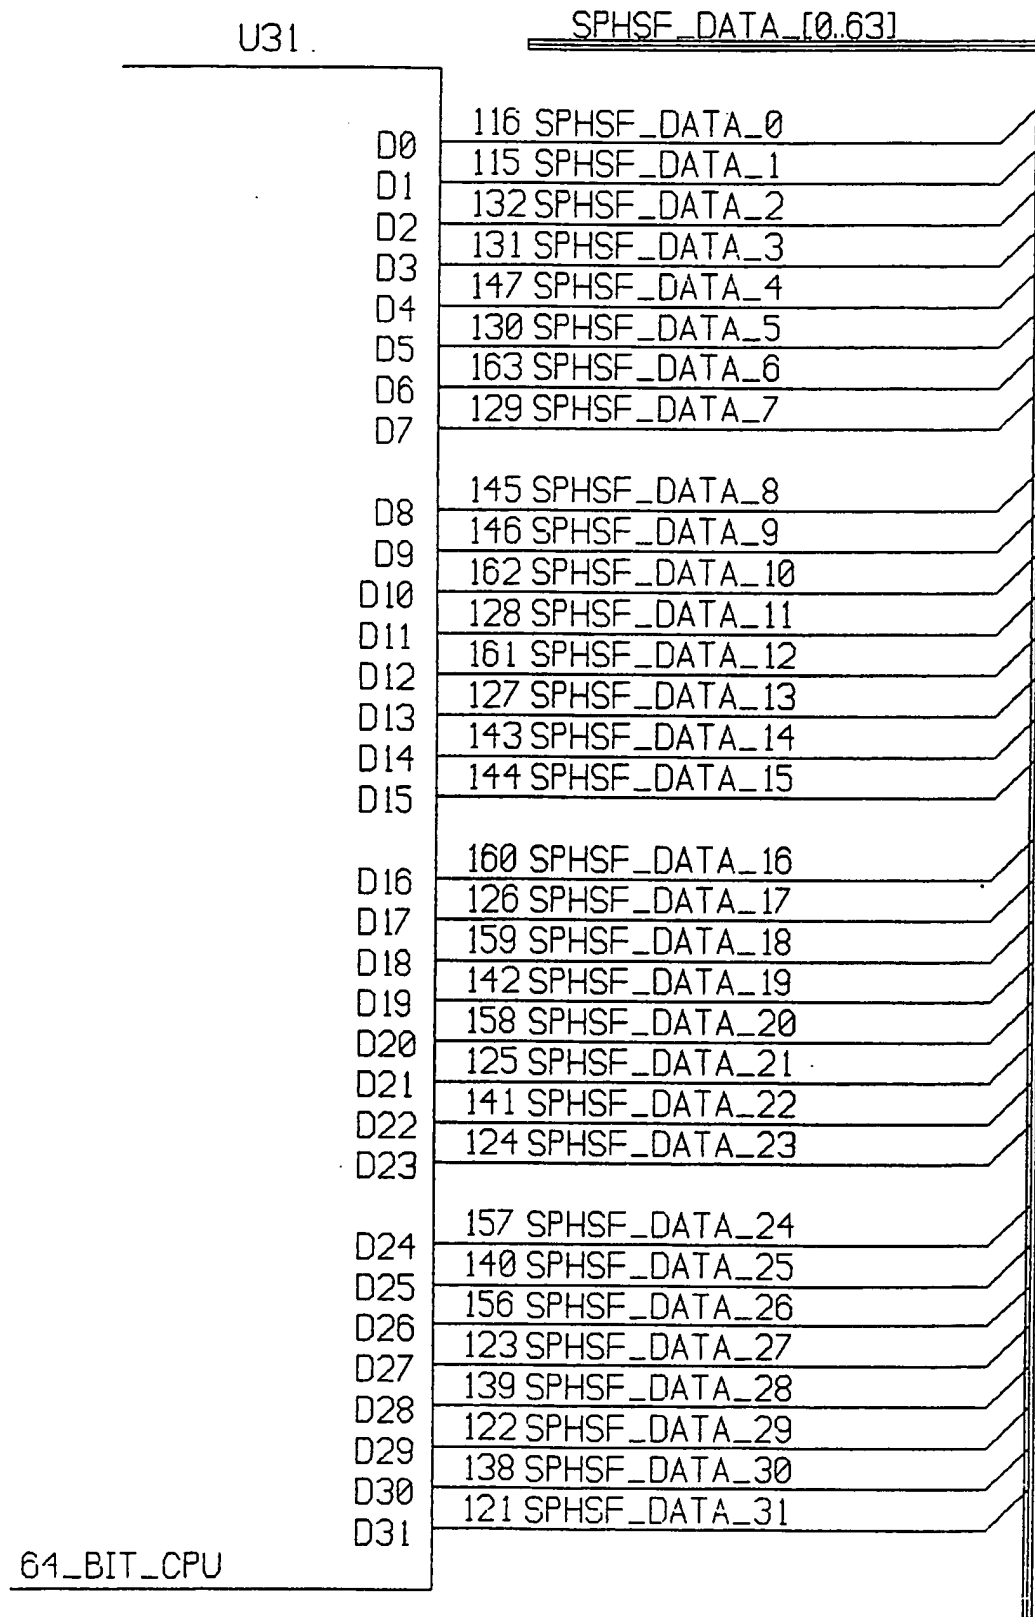 U31
SPHSF_DATA_[0..63]
116 SPHSF_DATA_0
D0
115 SPHSF_DATA_1
D1
132 SPHSF_DATA_2
D2
131 SPHSF_DATA_3
D3
147 SPHSF_DATA_4
D4
130 SPHSF_DATA_5
D5
163 SPHSF_DATA_6
D6
129 SPHSF_DATA_7
D7
145 SPHSF_DATA_8
D8
146 SPHSF_DATA_9
D9
162 SPHSF_DATA_10
D10
128 SPHSF_DATA_11
D11
161 SPHSF_DATA_12
D12
127 SPHSF_DATA_13
D13
143 SPHSF_DATA_14
D14
144 SPHSF_DATA_15
D15
160 SPHSF_DATA_16
D16
126 SPHSF_DATA_17
D17
159 SPHSF_DATA_18
D18
142 SPHSF_DATA_19
D19
158 SPHSF_DATA_20
D20
125 SPHSF_DATA_21
D21
141 SPHSF_DATA_22
D22
124 SPHSF_DATA_23
D23
157 SPHSF_DATA_24
D24
140 SPHSF_DATA_25
D25
156 SPHSF_DATA_26
D26
123 SPHSF_DATA_27
D27
139 SPHSF_DATA_28
D28
122 SPHSF_DATA_29
D29
138 SPHSF_DATA_30
D30
121 SPHSF_DATA_31
D31
64_BIT_CPU